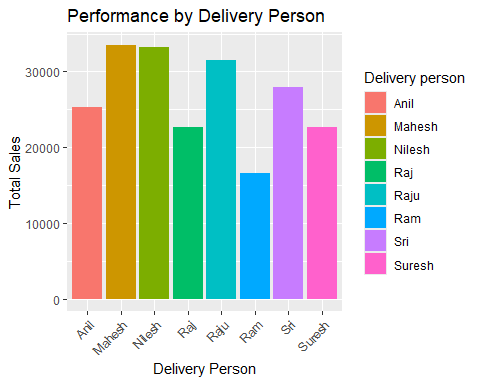 Performance by Delivery Person
Total Sales
30000
20000
10000
0
Anil
Mahesh
Nilesh
Raj
Raju
Ram
Sri
Suresh
Delivery Person
Delivery person
Anil
Mahesh
Nilesh
Raj
Raju
Ram
Sri
Suresh